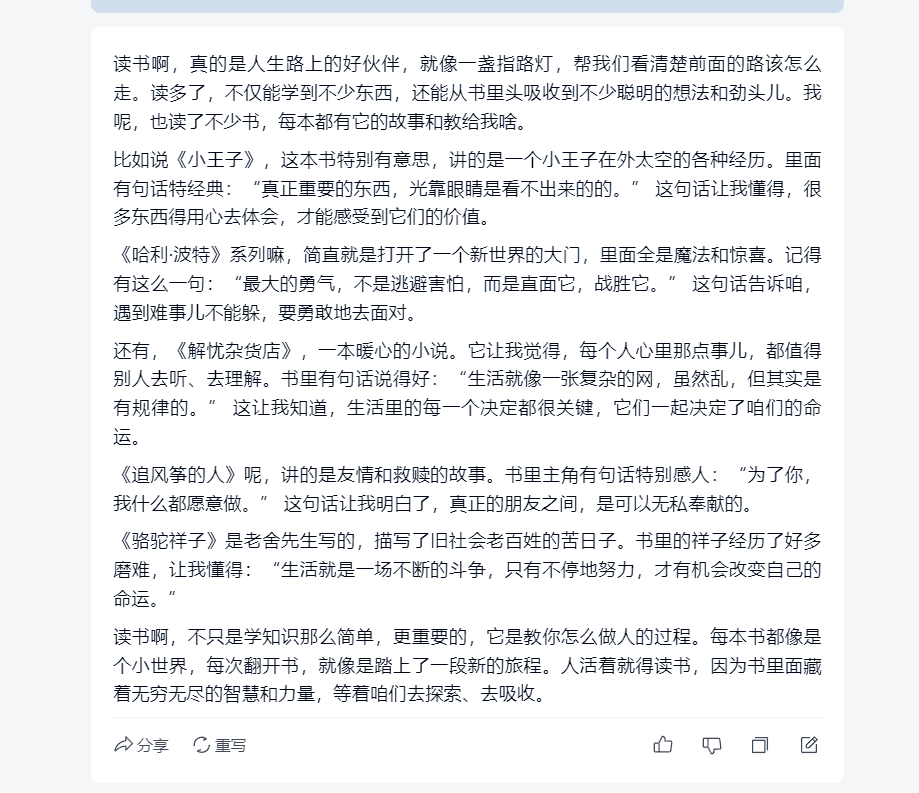 读书啊，真的是人生路上的好伙伴，就像一盏指路灯，帮我们看清楚前面的路该怎么
走。读多了，不仅能学到不少东西，还能从书里头吸收到不少聪明的想法和劲头儿。我
呢，也读了不少书，每本都有它的故事和教给我啥。
比如说《小王子》，这本书特别有意思，讲的是一个小王子在外太空的各种经历。里面
有句话特经典：“真正重要的东西，光靠眼睛是看不出来的的。” 这句话让我懂得，很
多东西得用心去体会，才能感受到它们的价值。
《哈利·波特》系列嘛，简直就是打开了一个新世界的大门，里面全是魔法和惊喜。记得
有这么一句：“最大的勇气，不是逃避害怕，而是直面它，战胜它。” 这句话告诉咱，
遇到难事儿不能躲，要勇敢地去面对。
还有，《解忧杂货店》，一本暖心的小说。它让我觉得，每个人心里那点事儿，都值得
别人去听、去理解。书里有句话说得好：“生活就像一张复杂的网，虽然乱，但其实是
有规律的。” 这让我知道，生活里的每一个决定都很关键，它们一起决定了咱们的命
运。
《追风筝的人》呢，讲的是友情和救赎的故事。书里主角有句话特别感人：“为了你，
我什么都愿意做。” 这句话让我明白了，真正的朋友之间，是可以无私奉献的。
《骆驼祥子》是老舍先生写的，描写了旧社会老百姓的苦日子。书里的祥子经历了好多
磨难，让我懂得：“生活就是一场不断的斗争，只有不停地努力，才有机会改变自己的
命运。”
读书啊，不只是学知识那么简单，更重要的，它是教你怎么做人的过程。每本书都像是
个小世界，每次翻开书，就像是踏上了一段新的旅程。人活着就得读书，因为书里面藏
着无穷无尽的智慧和力量，等着咱们去探索、去吸收。
分享 重写